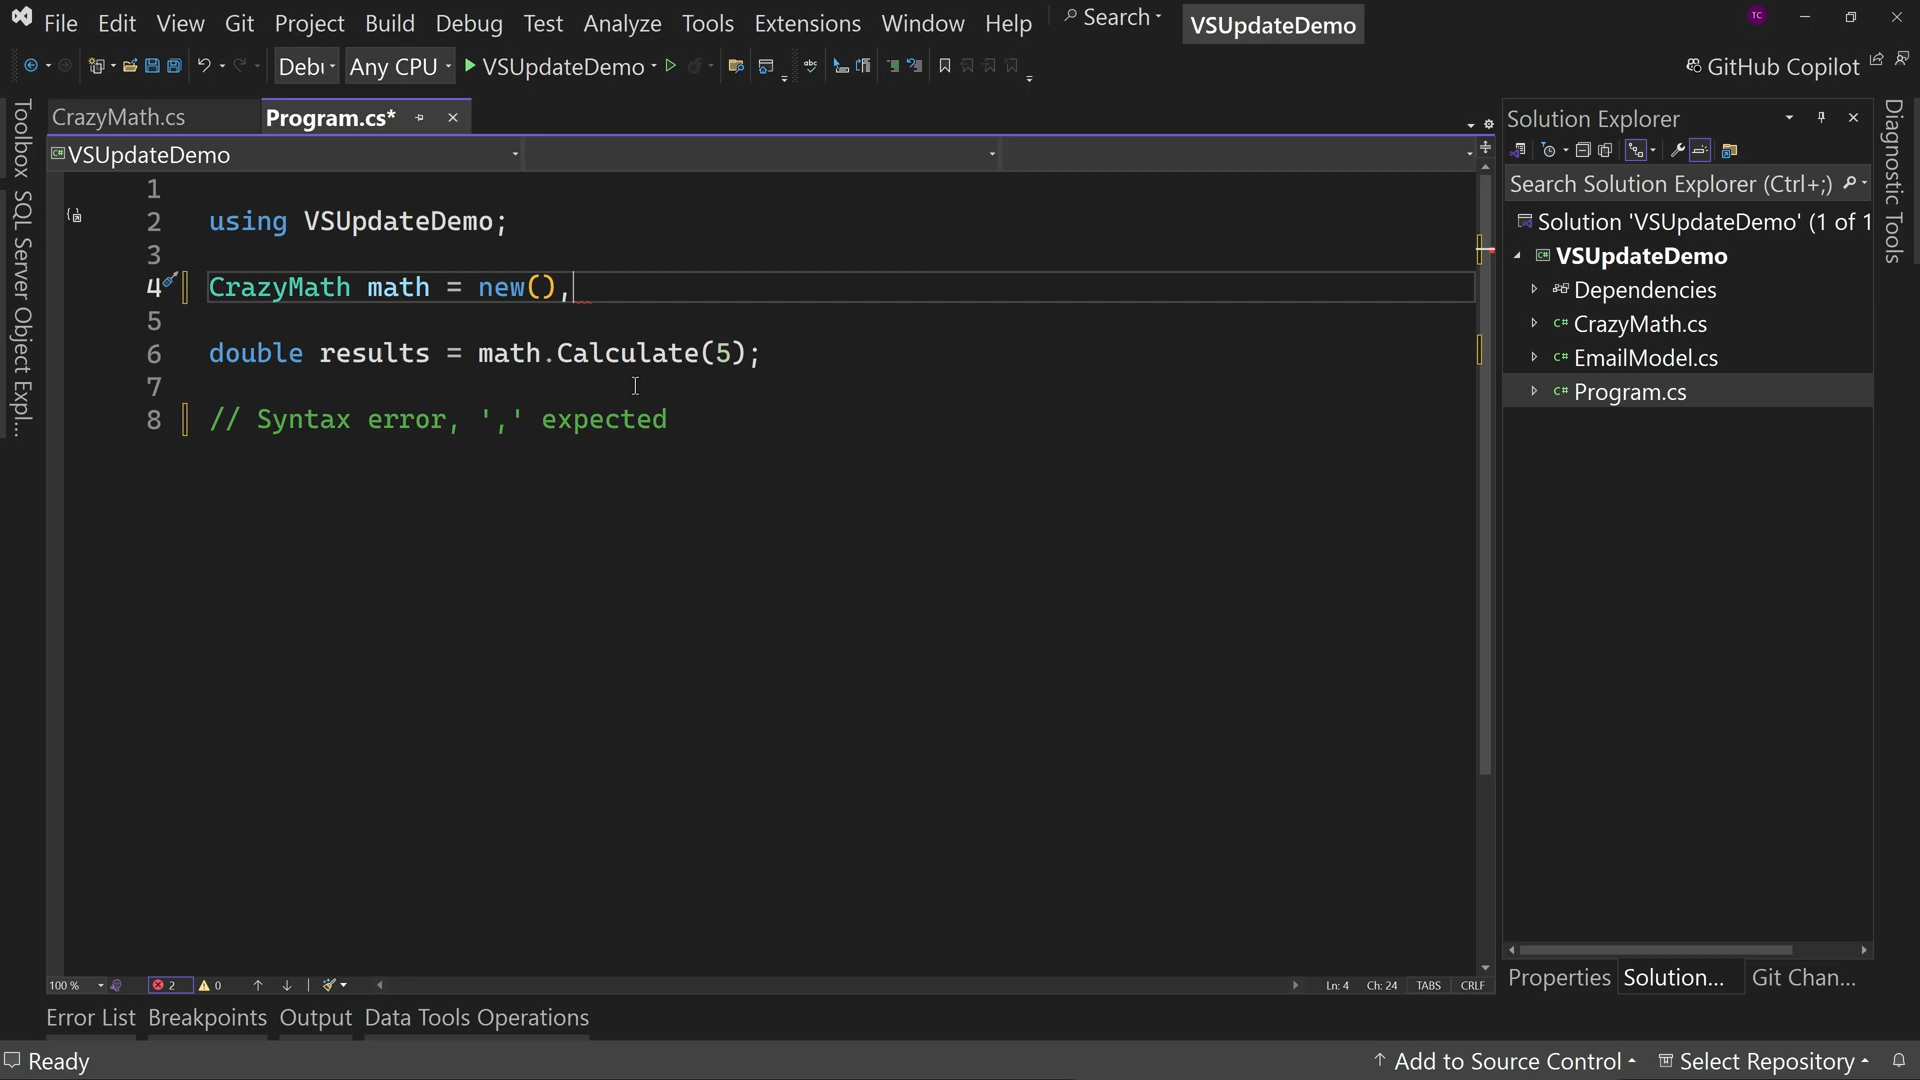 File Edit View Git Project Build Debug Test Analyze Tools Extensions Window Help Search VSUpdateDemo TC
Debu Any CPU VSUpdateDemo GitHub Copilot
CrazyMath.cs Program.cs*
VSUpdateDemo
Toolbox
SQL Server Object Expl...
1
2 using VSUpdateDemo;
3
4 CrazyMath math = new(),
5
6 double results = math.Calculate(5);
7
8 // Syntax error, ',' expected
Solution Explorer
Search Solution Explorer (Ctrl+;)
Solution 'VSUpdateDemo' (1 of 1
VSUpdateDemo
Dependencies
C# CrazyMath.cs
C# EmailModel.cs
C# Program.cs
Diagnostic Tools
100 % 2 0 Ln: 4 Ch: 24 TABS CRLF
Properties Solution... Git Chan...
Error List Breakpoints Output Data Tools Operations
Ready Add to Source Control Select Repository